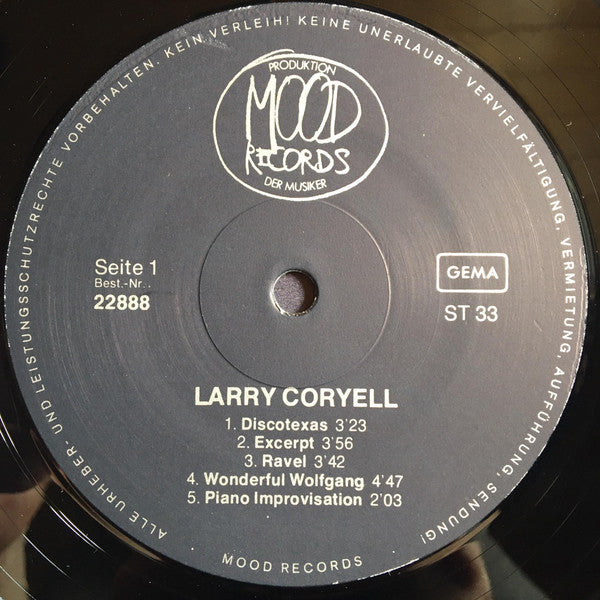 ALLE URHEBER- UND LEISTUNGSSCHUTZRECHTE VORBEHALTEN. KEIN VERLEIH! KEINE UNERLAUBTE VERVIELFÄLTIGUNG, VERMIETUNG, AUFFÜHRUNG, SENDUNG!
PRODUKTION
MOOD
RECORDS
DER MUSIKER
Seite 1
Best.-Nr.
22888
GEMA
ST 33
LARRY CORYELL
1. Discotexas 3'23
2. Excerpt 3'56
3. Ravel 3'42
4. Wonderful Wolfgang 4'47
5. Piano Improvisation 2'03
MOOD RECORDS